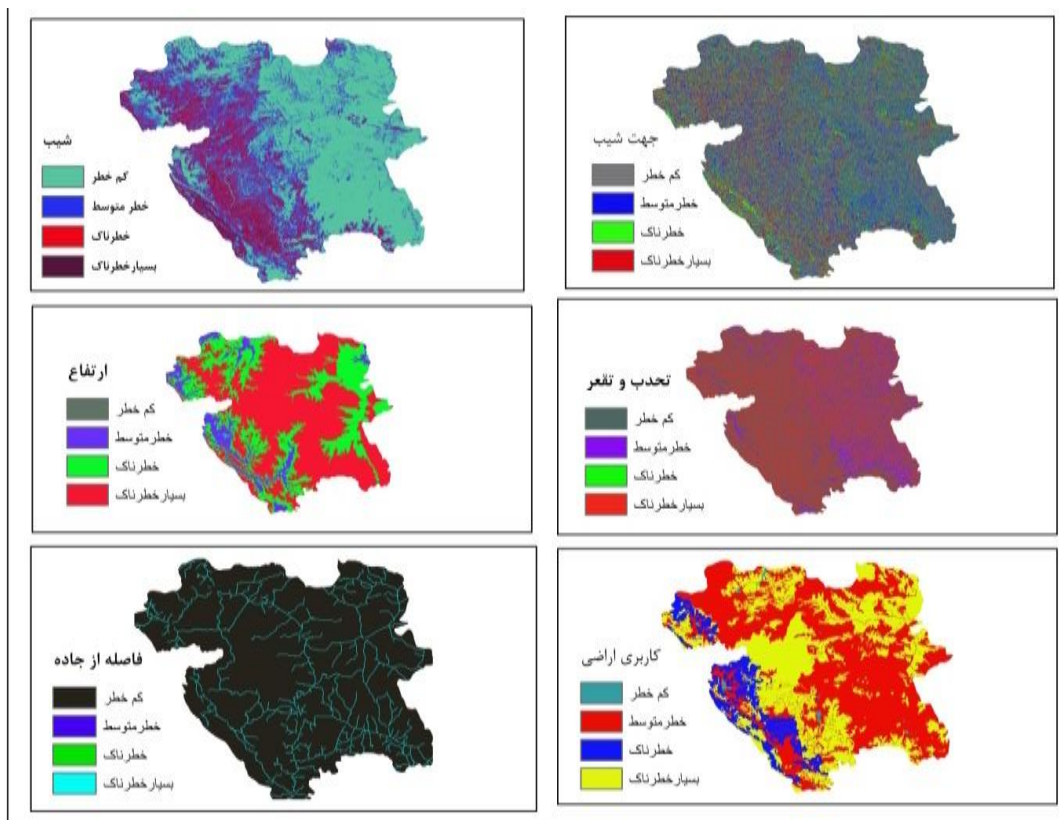 شیب
کم خطر
خطر متوسط
خطرناک
بسیارخطرناک
جهت شیب
کم خطر
خطرمتوسط
خطرناک
بسیارخطرناک
ارتفاع
کم خطر
خطرمتوسط
خطرناک
بسیارخطرناک
تحدب و تقعر
کم خطر
خطرمتوسط
خطرناک
بسیارخطرناک
فاصله از جاده
کم خطر
خطرمتوسط
خطرناک
بسیارخطرناک
کاربری اراضی
کم خطر
خطرمتوسط
خطرناک
بسیارخطرناک